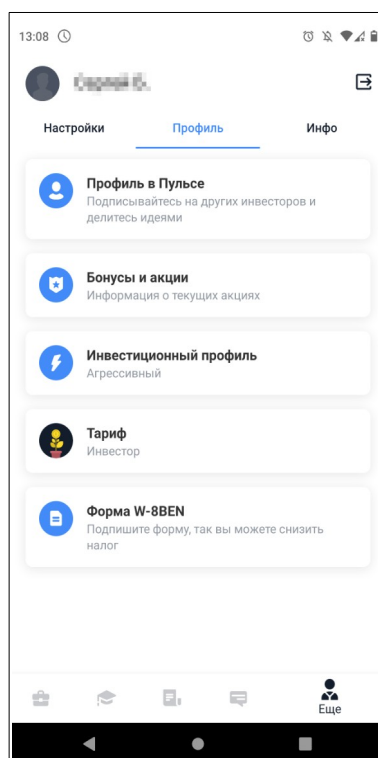 13:08
Настройки Профиль Инфо
Профиль в Пульсе
Подписывайтесь на других инвесторов и
делитесь идеями
Бонусы и акции
Информация о текущих акциях
Инвестиционный профиль
Агрессивный
Тариф
Инвестор
Форма W-8BEN
Подпишите форму, так вы можете снизить
налог
Еще